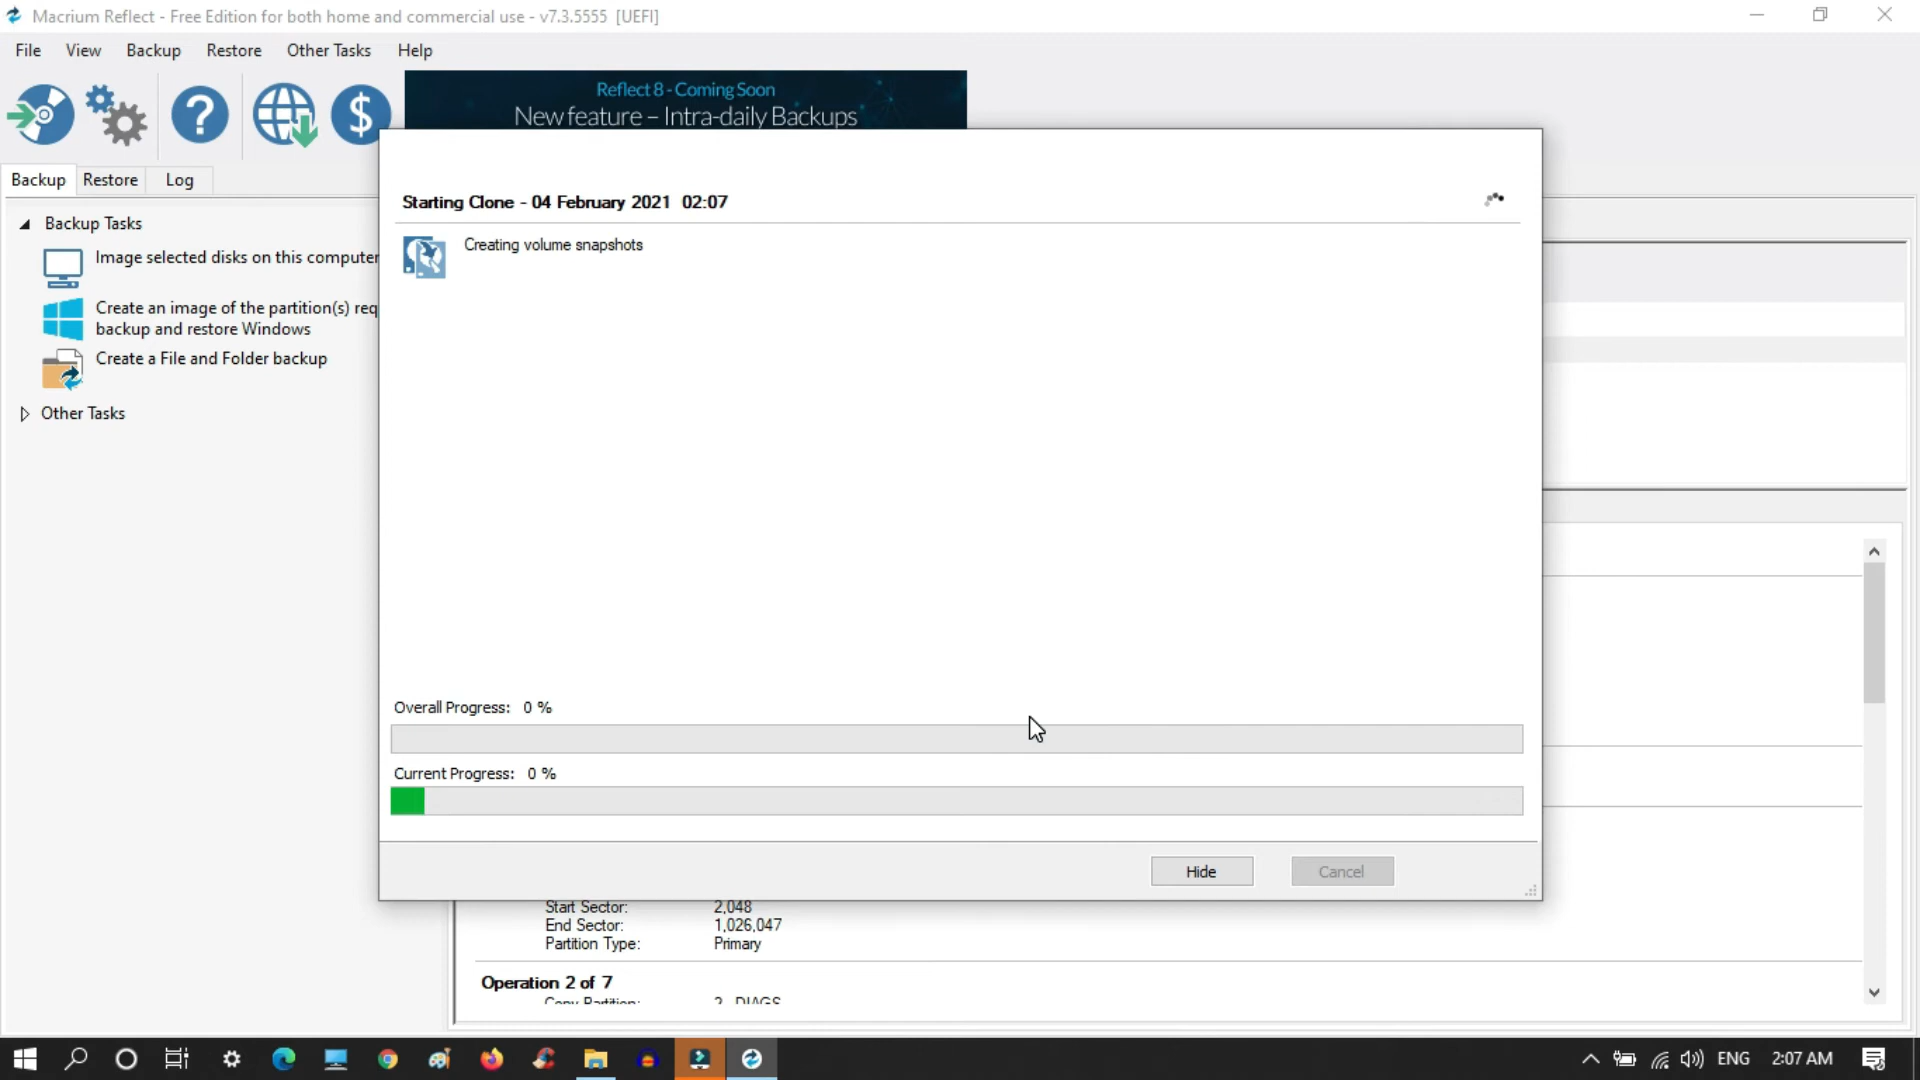 Macrium Reflect - Free Edition for both home and commercial use - v7.3.5555 [UEFI]
File View Backup Restore Other Tasks Help
Reflect 8 - Coming Soon
New feature – Intra-daily Backups
Backup Restore Log
Starting Clone - 04 February 2021 02:07
Backup Tasks
Creating volume snapshots
Image selected disks on this computer
Create an image of the partition(s) req
backup and restore Windows
Create a File and Folder backup
Other Tasks
Overall Progress: 0 %
Current Progress: 0 %
Hide Cancel
Start Sector: 2,048
End Sector: 1,026,047
Partition Type: Primary
Operation 2 of 7
Copy Partition: 2 DIAGS
ENG 2:07 AM